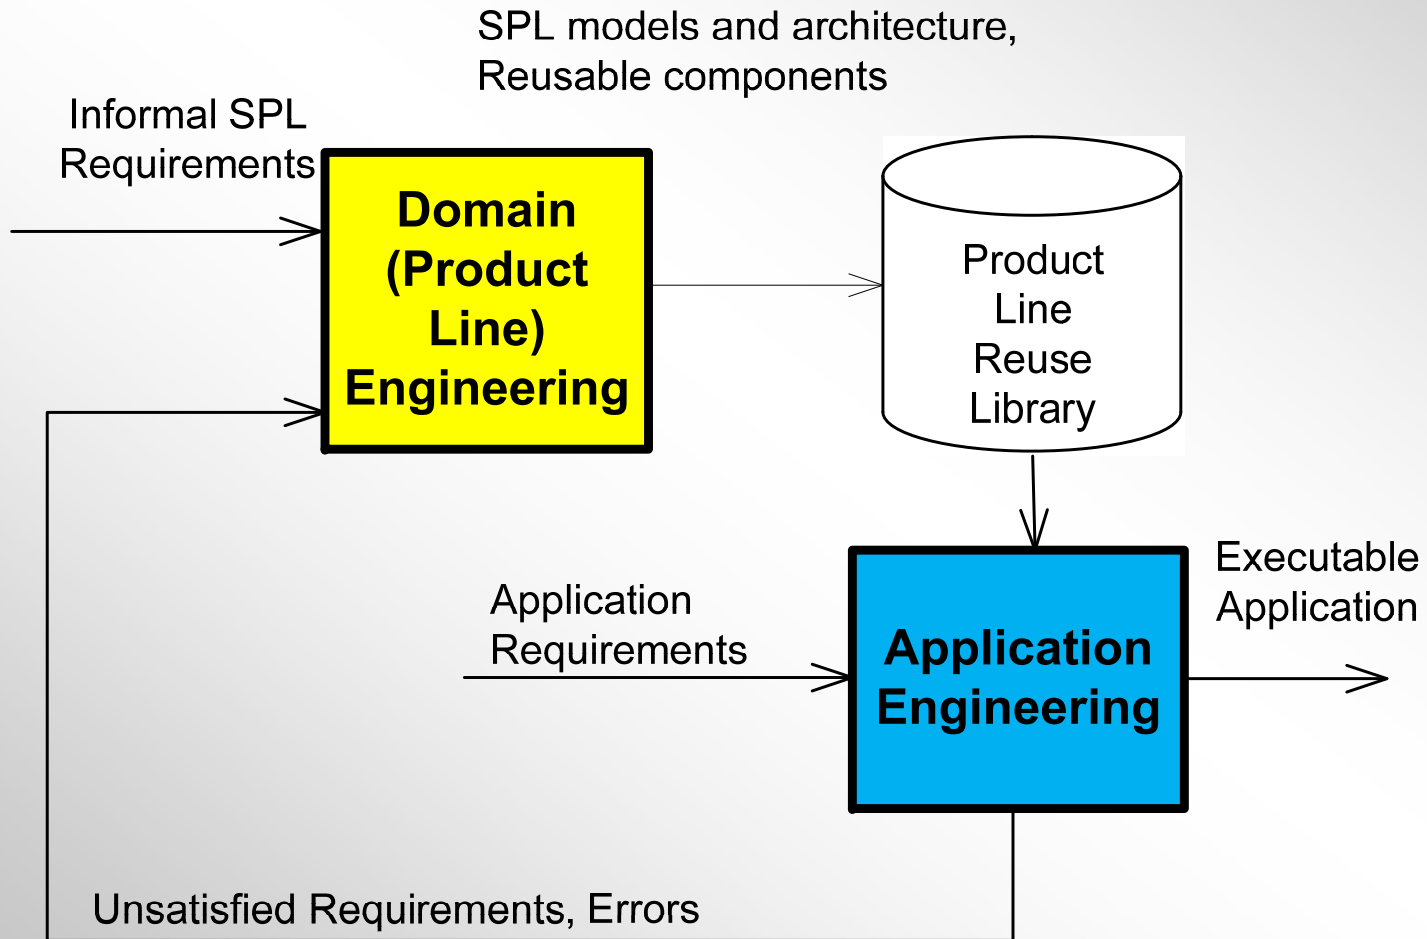 SPL models and architecture,
Reusable components
Informal SPL
Requirements
Domain
(Product
Line)
Engineering
Product
Line
Reuse
Library
Application
Requirements
Application
Engineering
Executable
Application
Unsatisfied Requirements, Errors